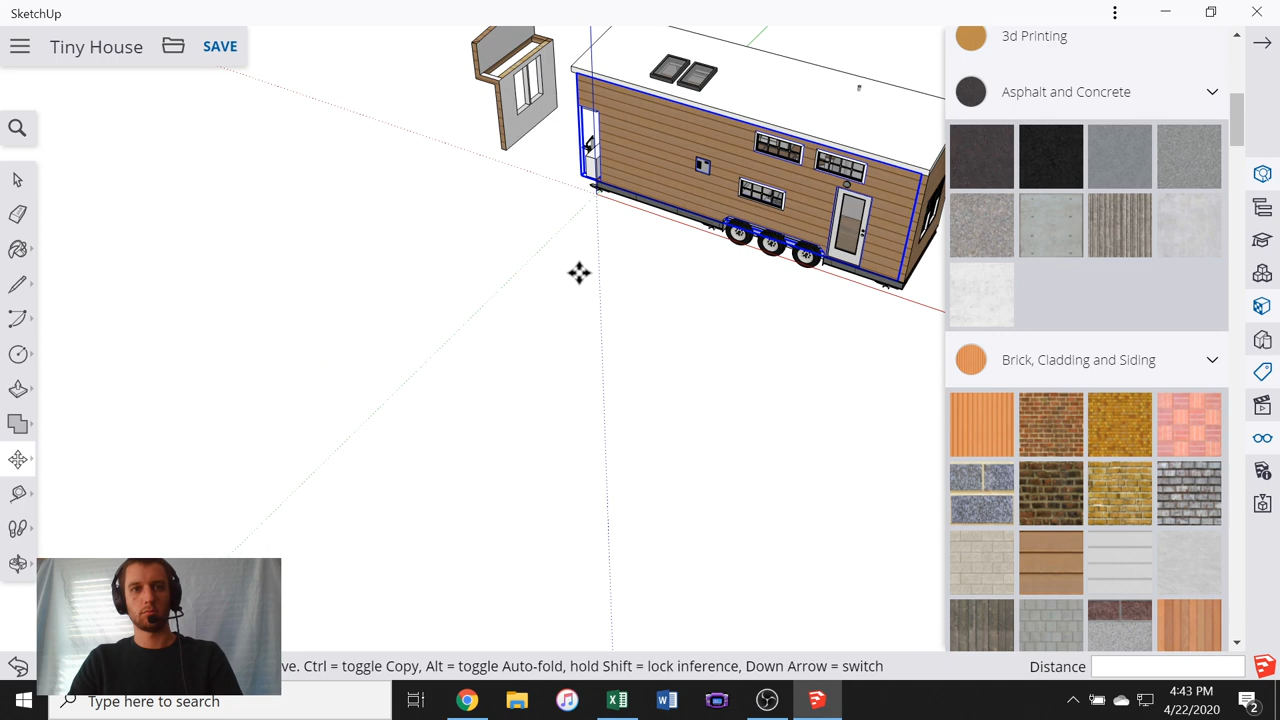 SketchUp
Tiny House
SAVE
3d Printing
Asphalt and Concrete
Brick, Cladding and Siding
ve. Ctrl = toggle Copy, Alt = toggle Auto-fold, hold Shift = lock inference, Down Arrow = switch
Distance
Type here to search
4:43 PM
4/22/2020
2